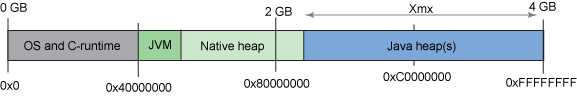 0 GB
2 GB
Xmx
4 GB
OS and C-runtime
JVM
Native heap
Java heap(s)
0x0
0x40000000
0x80000000
0xC0000000
0xFFFFFFFF